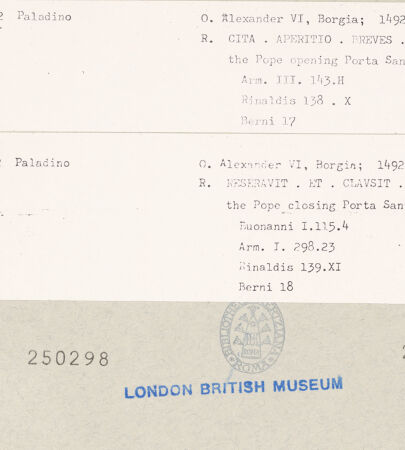 2 Paladino
O. Alexander VI, Borgia; 1492
R. CITA . APERITIO . BREVES .
the Pope opening Porta San
Arm. III. 143.H
Rinaldis 138 . X
Berni 17
Paladino
O. Alexander VI, Borgia; 1492
R. RESERAVIT . ET . CLAVSIT .
the Pope closing Porta San
Buonanni I.115.4
Arm. I. 298.23
Rinaldis 139.XI
Berni 18
250298
ROMA
LONDON BRITISH MUSEUM